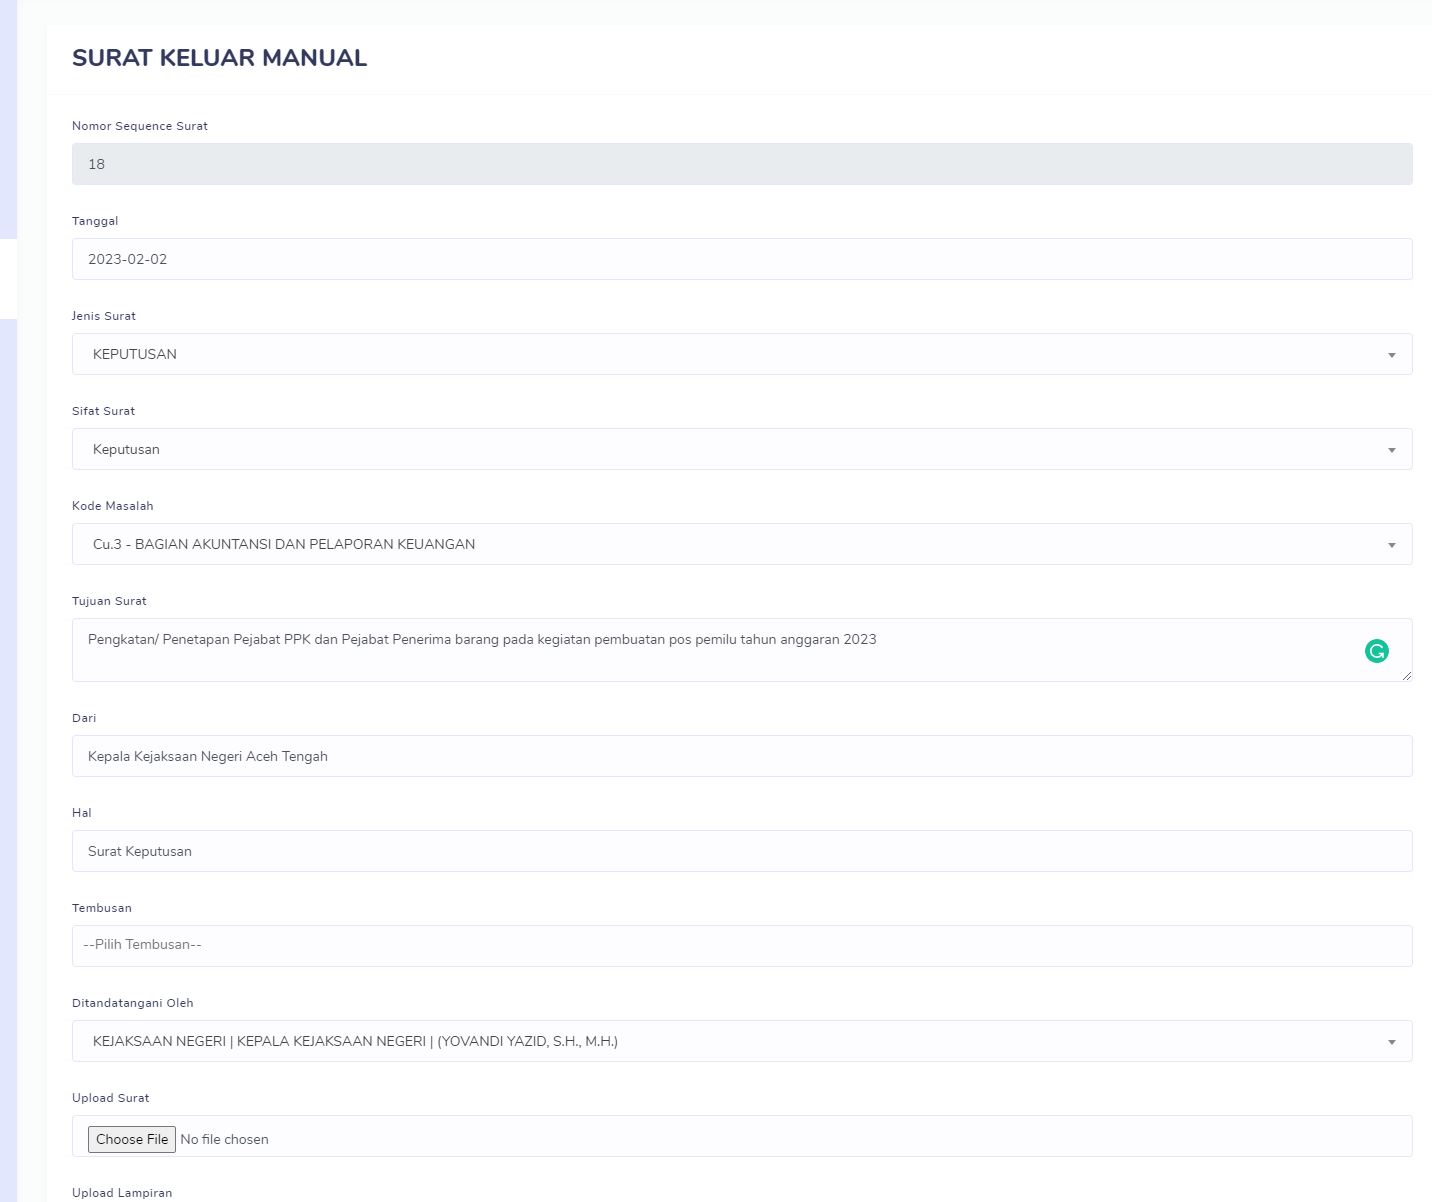 SURAT KELUAR MANUAL
Nomor Sequence Surat
18
Tanggal
2023-02-02
Jenis Surat
KEPUTUSAN
Sifat Surat
Keputusan
Kode Masalah
Cu.3 - BAGIAN AKUNTANSI DAN PELAPORAN KEUANGAN
Tujuan Surat
Pengkatan/ Penetapan Pejabat PPK dan Pejabat Penerima barang pada kegiatan pembuatan pos pemilu tahun anggaran 2023
Dari
Kepala Kejaksaan Negeri Aceh Tengah
Hal
Surat Keputusan
Tembusan
--Pilih Tembusan--
Ditandatangani Oleh
KEJAKSAAN NEGERI | KEPALA KEJAKSAAN NEGERI | (YOVANDI YAZID, S.H., M.H.)
Upload Surat
Choose File No file chosen
Upload Lampiran